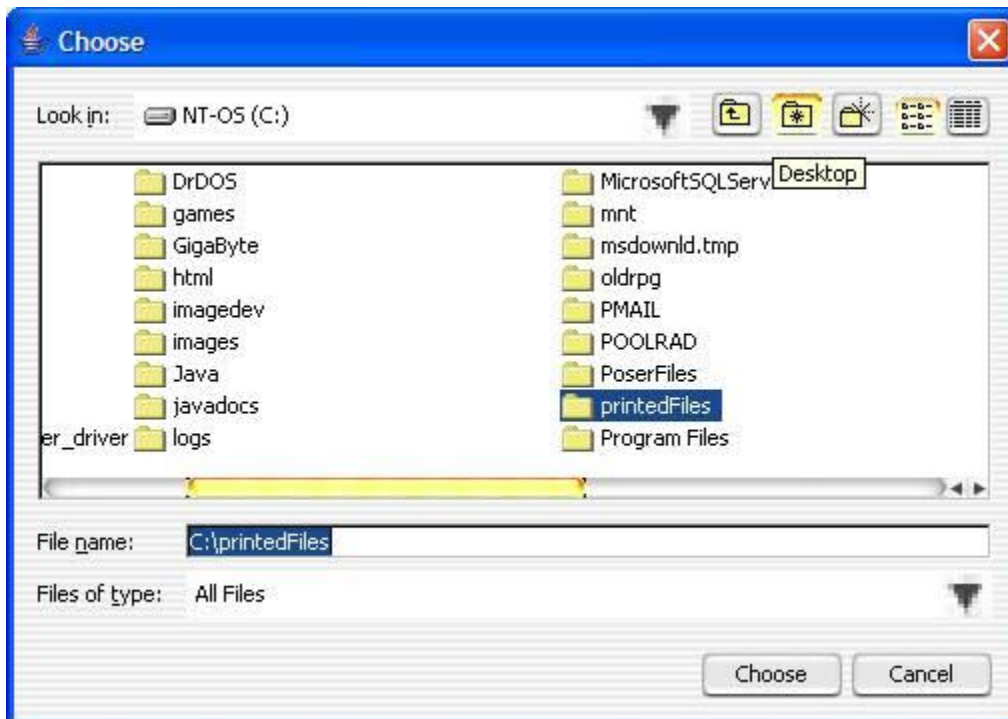 Choose
Look in: NT-OS (C:)
Desktop
DrDOS
games
GigaByte
html
imagedev
images
Java
javadocs
er_driver logs
MicrosoftSQLServ
mnt
msdownld.tmp
oldrpg
PMAIL
POOLRAD
PoserFiles
printedFiles
Program Files
File name: C:\printedFiles
Files of type: All Files
Choose Cancel